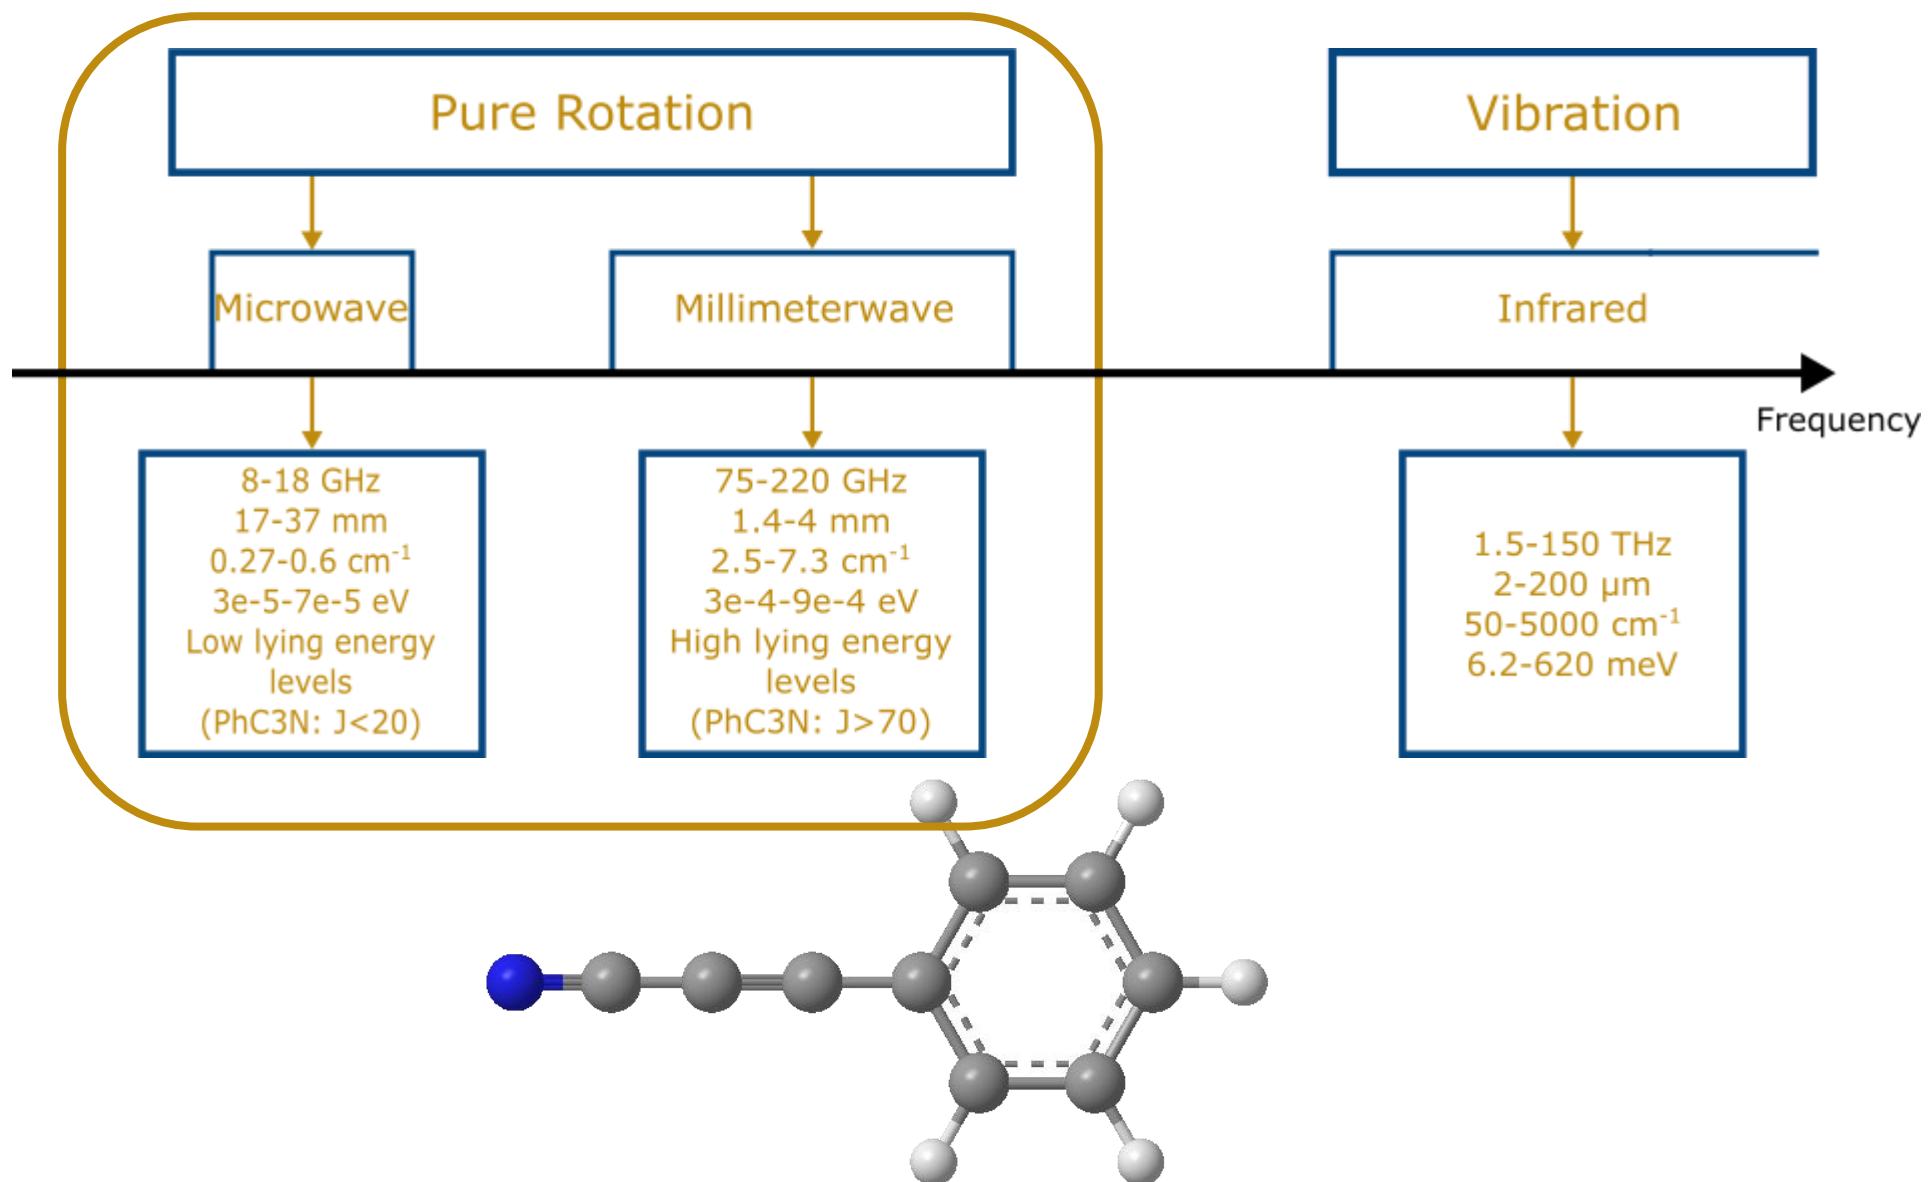 Pure Rotation
Vibration
Microwave
Millimeterwave
Infrared
Frequency
8-18 GHz
17-37 mm
0.27-0.6 cm⁻¹
3e-5-7e-5 eV
Low lying energy
levels
(PhC3N: J<20)
75-220 GHz
1.4-4 mm
2.5-7.3 cm⁻¹
3e-4-9e-4 eV
High lying energy
levels
(PhC3N: J>70)
1.5-150 THz
2-200 µm
50-5000 cm⁻¹
6.2-620 meV